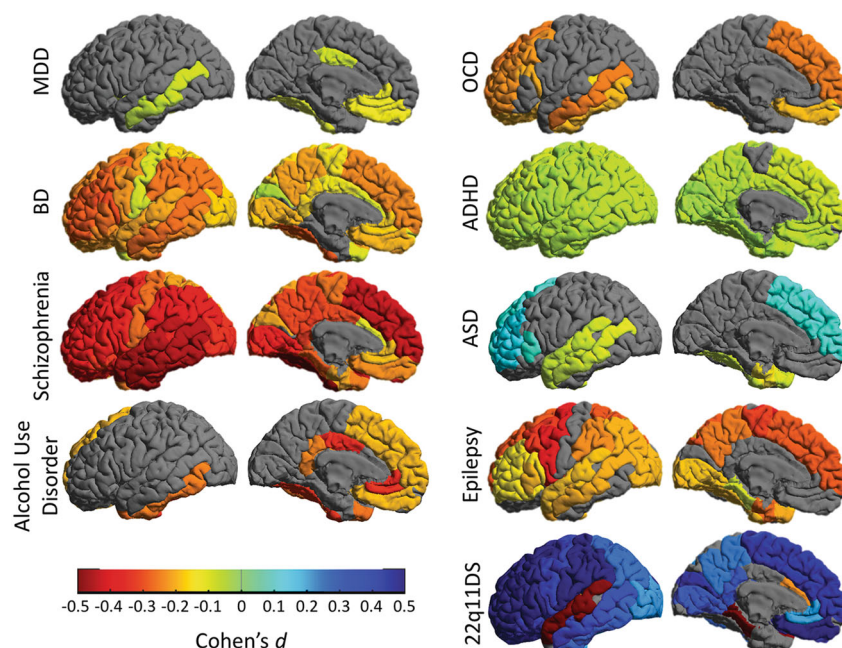 MDD
OCD
BD
ADHD
Schizophrenia
ASD
Alcohol Use
Disorder
Epilepsy
22q11DS
-0.5 -0.4 -0.3 -0.2 -0.1 0 0.1 0.2 0.3 0.4 0.5
Cohen's d